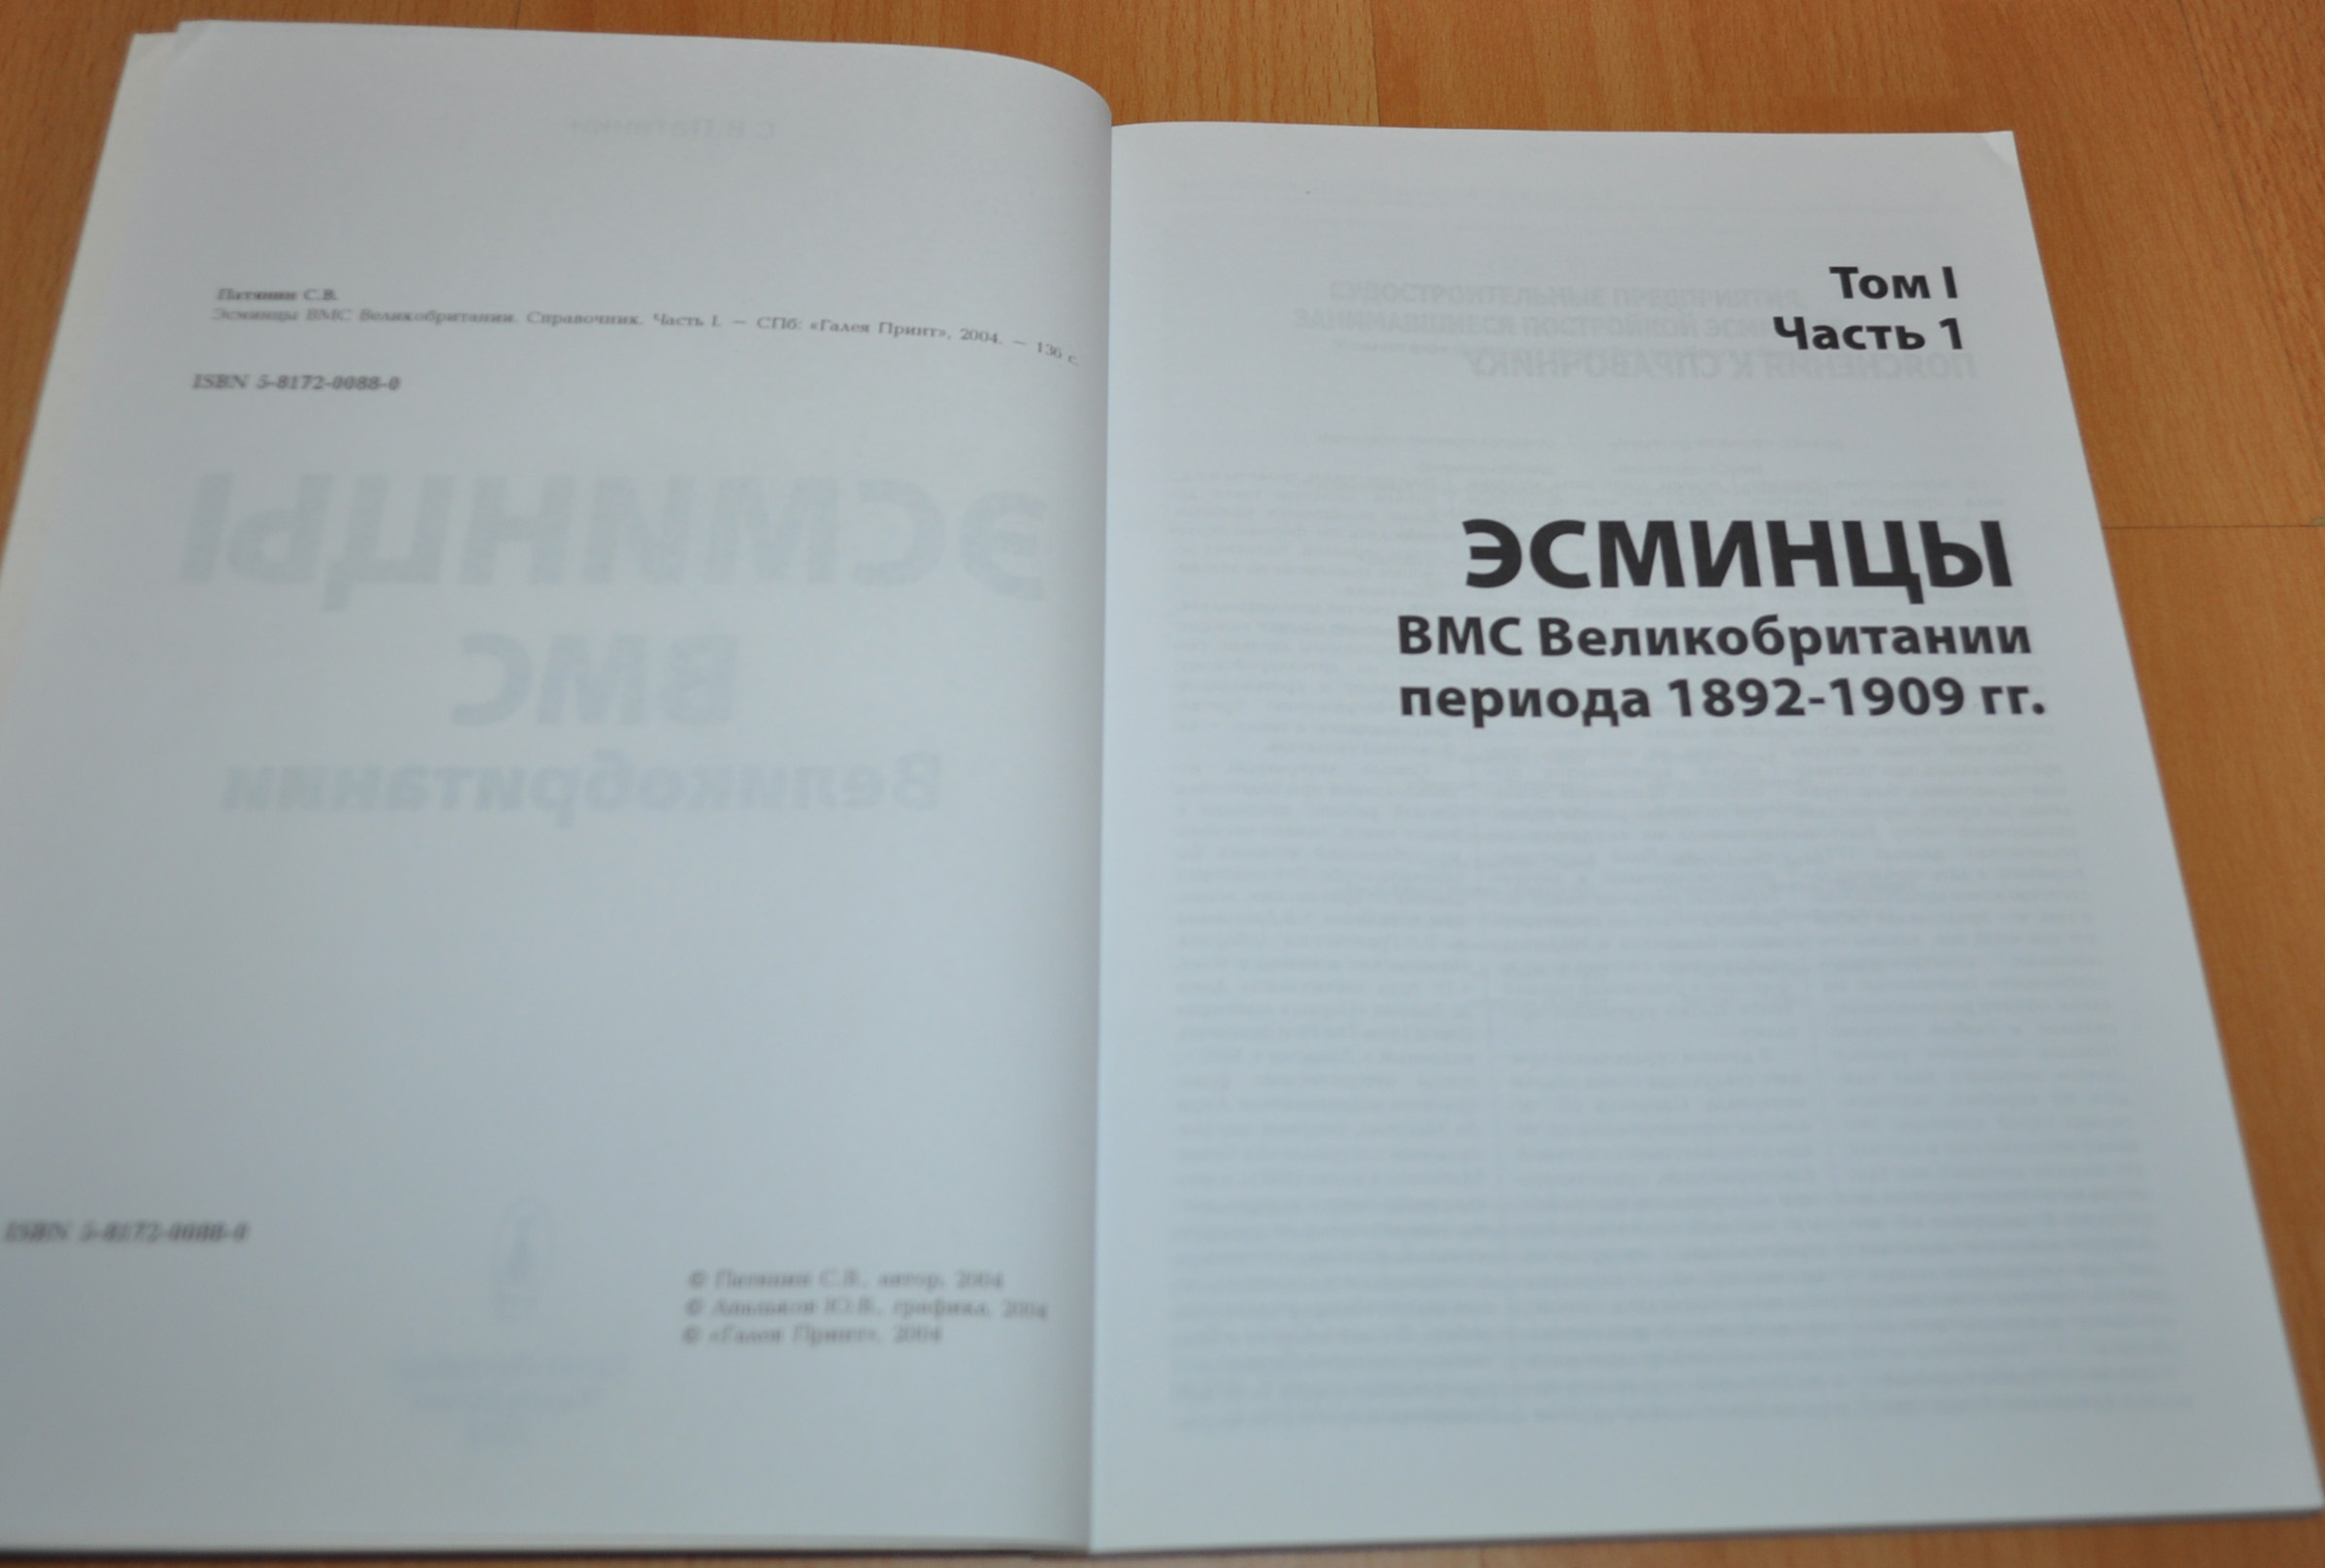 Патянин С.В.
Эсминцы ВМС Великобритании. Справочник. Часть I. — СПб: «Галея Принт», 2004. — 136 с.
ISBN 5-8172-0088-0
ISBN 5-8172-0088-0
© Патянин С.В., автор, 2004
© Апальков Ю.В., графика, 2004
© «Галея Принт», 2004
Том I
Часть 1
ЭСМИНЦЫ
ВМС Великобритании
периода 1892-1909 гг.